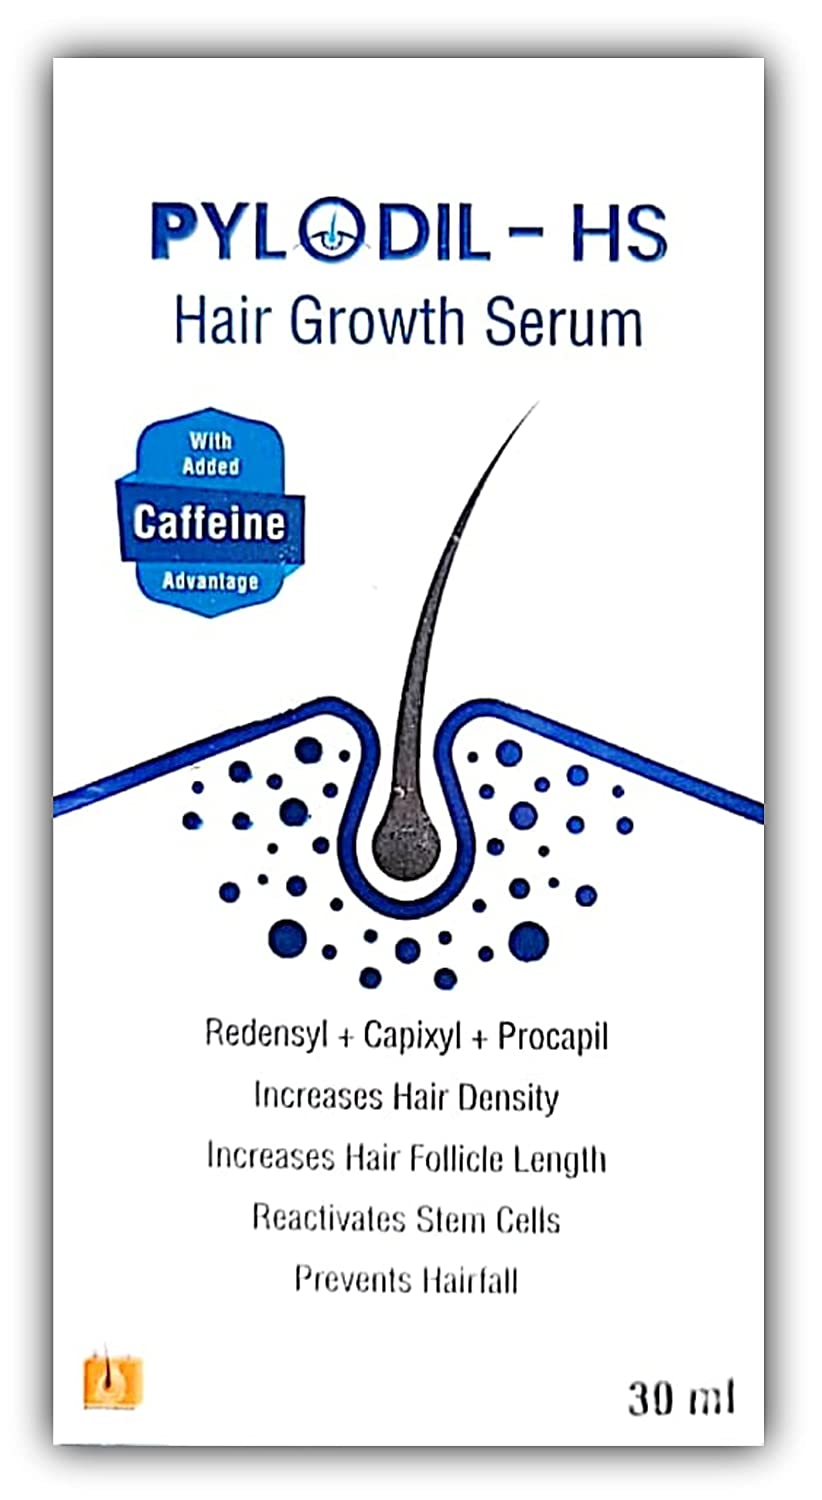 PYLODIL - HS
Hair Growth Serum
With
Added
Caffeine
Advantage
Redensyl + Capixyl + Procapil
Increases Hair Density
Increases Hair Follicle Length
Reactivates Stem Cells
Prevents Hairfall
30 ml